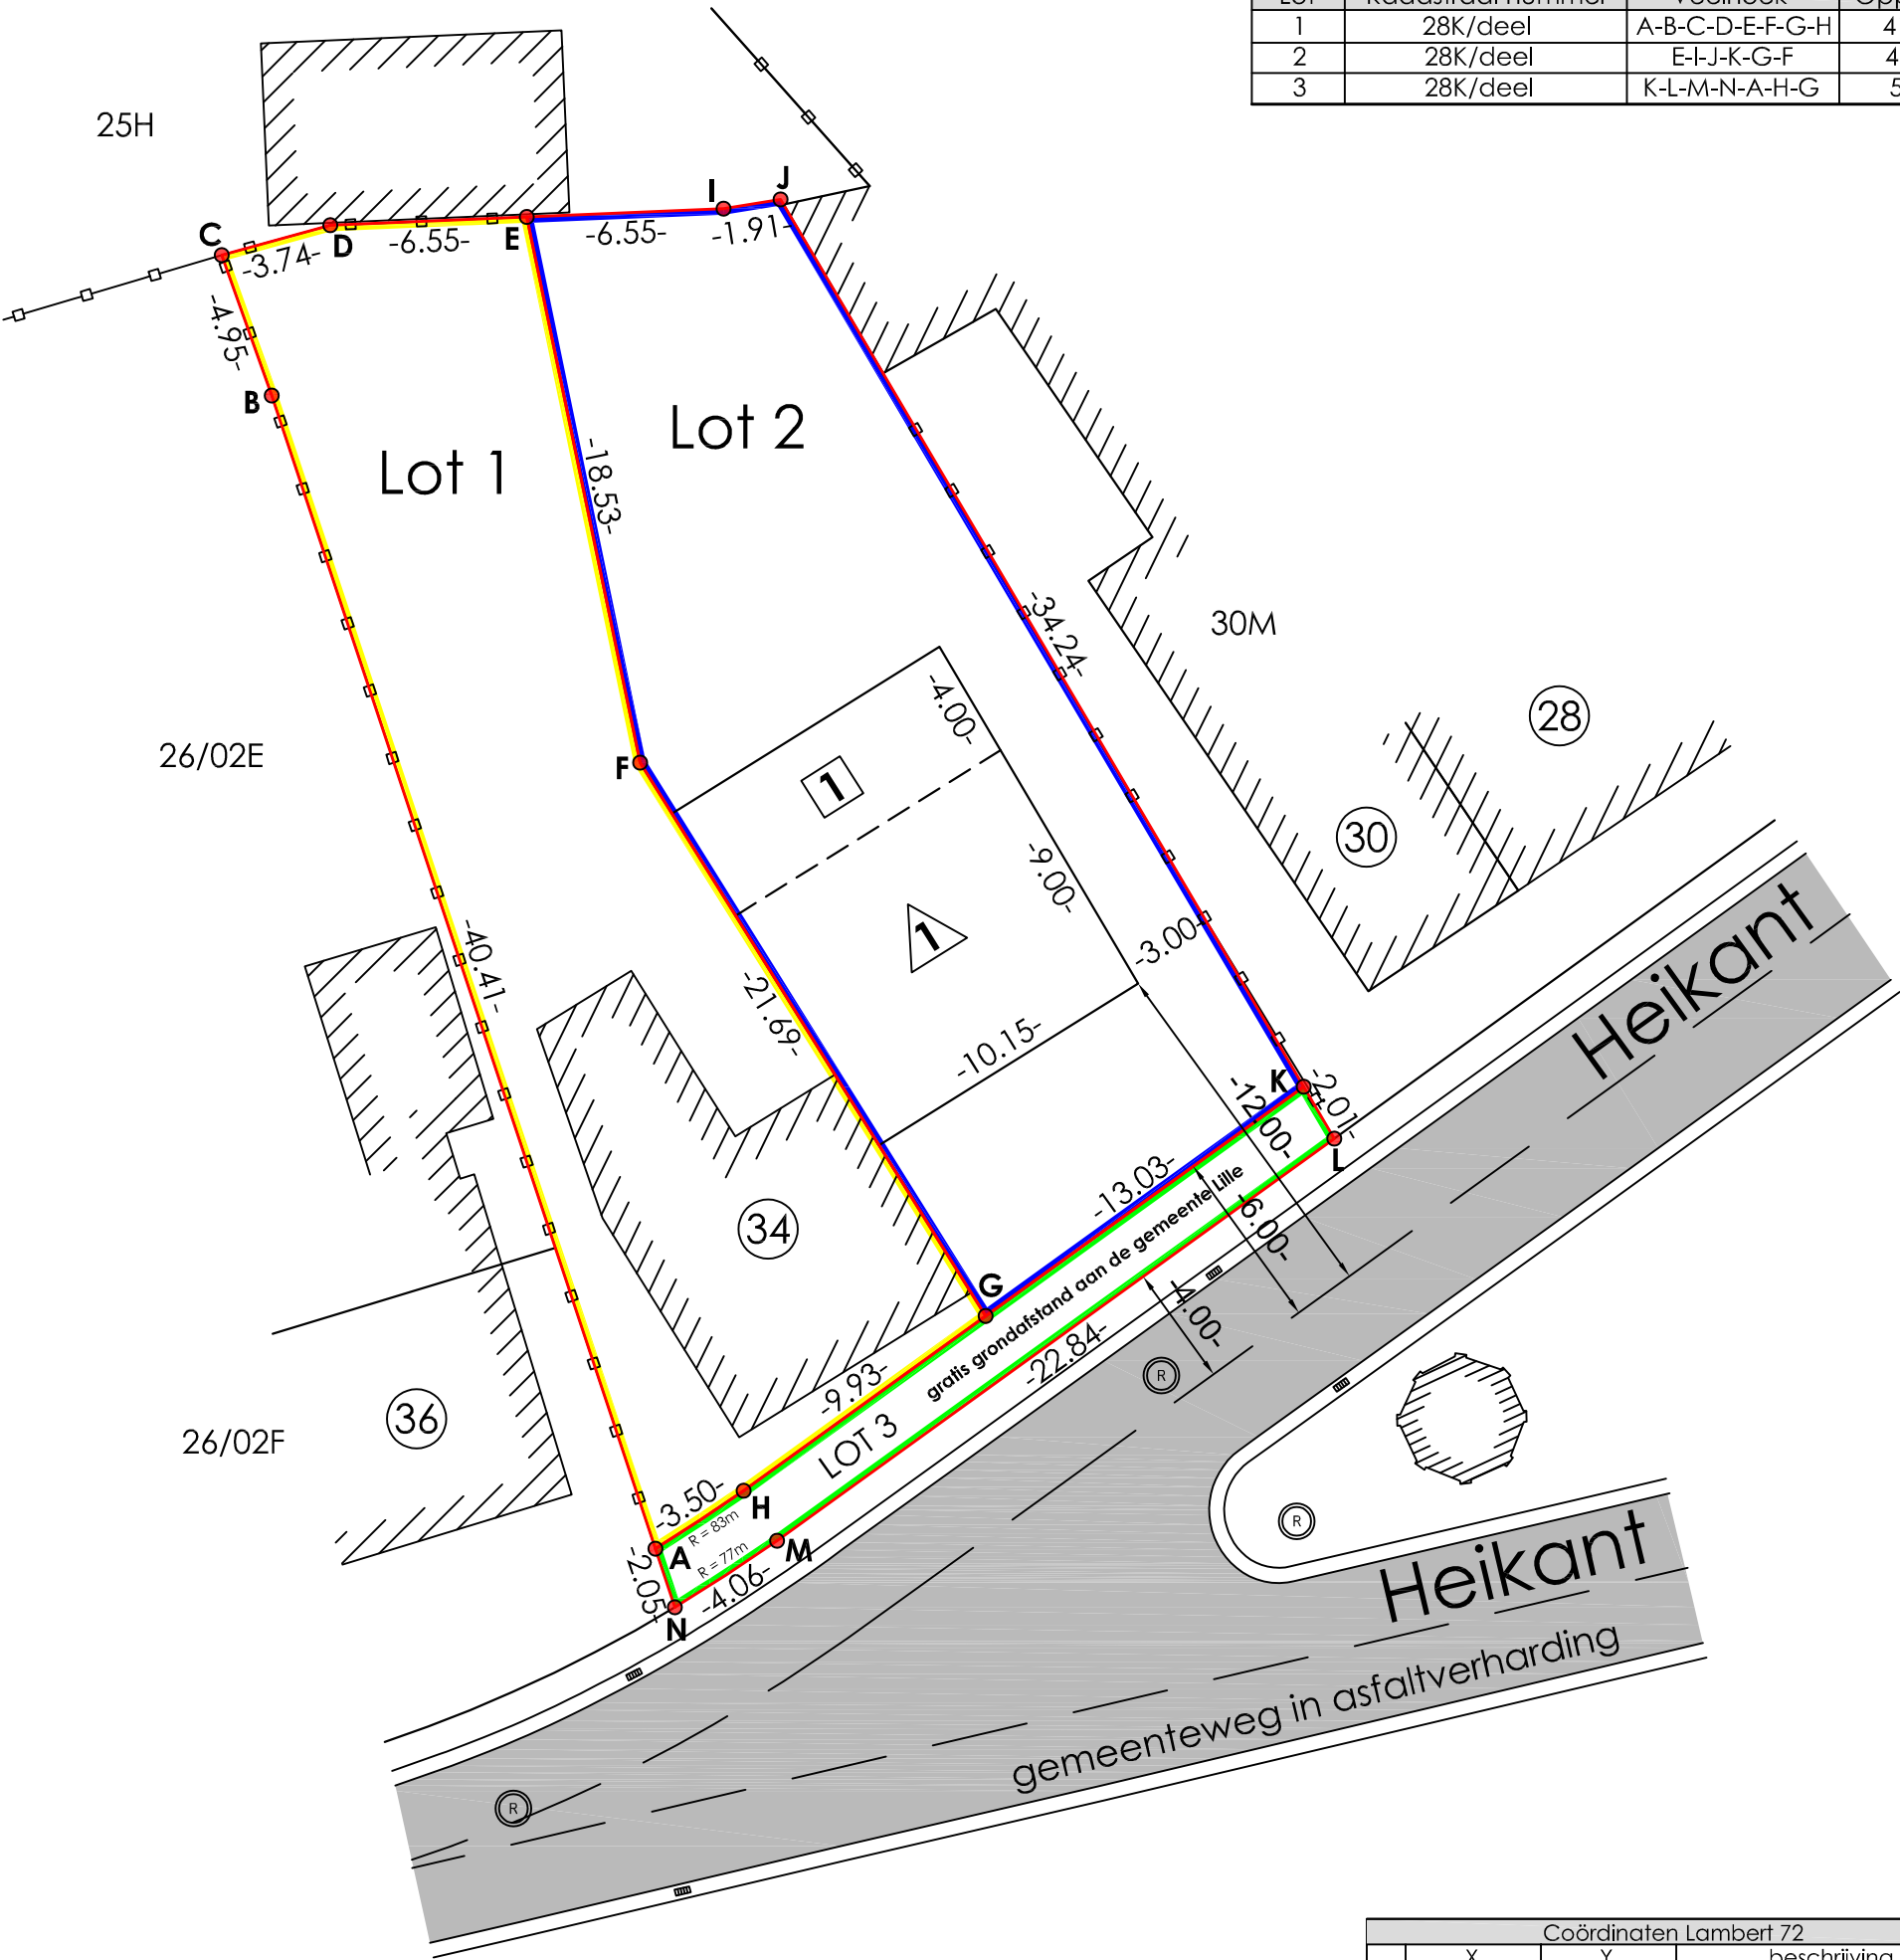 1 28K/deel A-B-C-D-E-F-G-H 4
2 28K/deel E-I-J-K-G-F 4
3 28K/deel K-L-M-N-A-H-G 5
25H
C
D
E
I
J
-3.74-
-6.55-
-6.55-
-1.91-
-4.95-
B
Lot 1
Lot 2
-18.53-
-34.24-
30M
28
26/02E
F
1
-4.00-
30
1
-9.00-
-3.00-
-40.41-
-21.69-
-10.15-
Heikant
K
-2.01-
-12.00-
L
34
-13.03-
-6.00-
G
gratis grondafstand aan de gemeente Lille
-4.00-
-22.84-
R
-9.93-
36
26/02F
LOT 3
-3.50-
H
R = 83m
R
A
M
R = 77m
-2.05-
-4.06-
N
Heikant
gemeenteweg in asfaltverharding
R
Coördinaten Lambert 72
X Y beschrijving